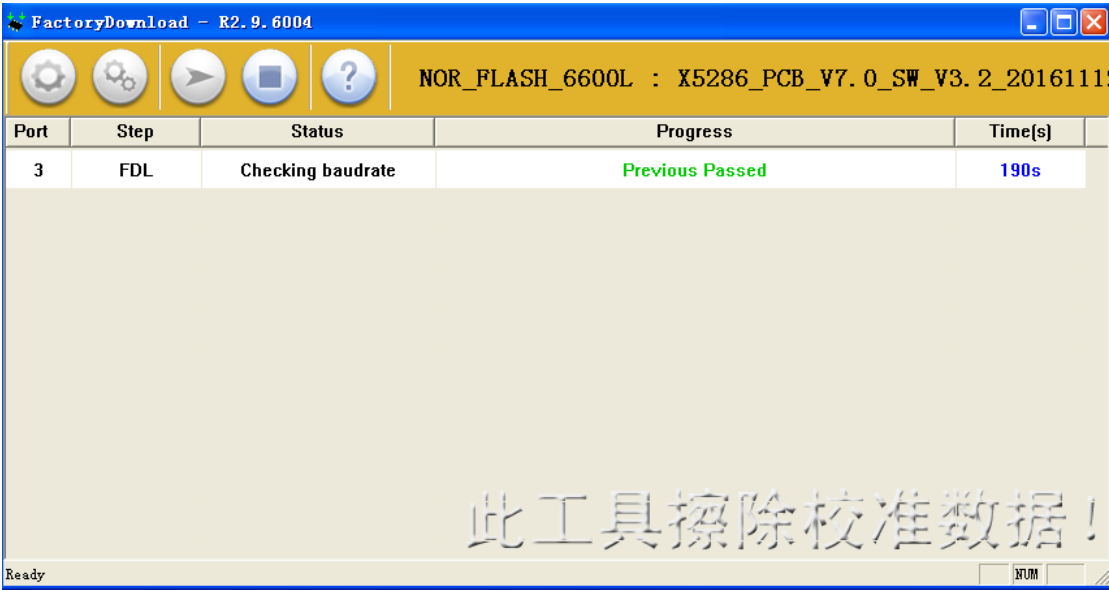 FactoryDownload - R2.9.6004
NOR_FLASH_6600L : X5286_PCB_V7.0_SW_V3.2_2016111
Port Step Status Progress Time(s)
3 FDL Checking baudrate Previous Passed 190s
此工具擦除校准数据!
Ready NUM